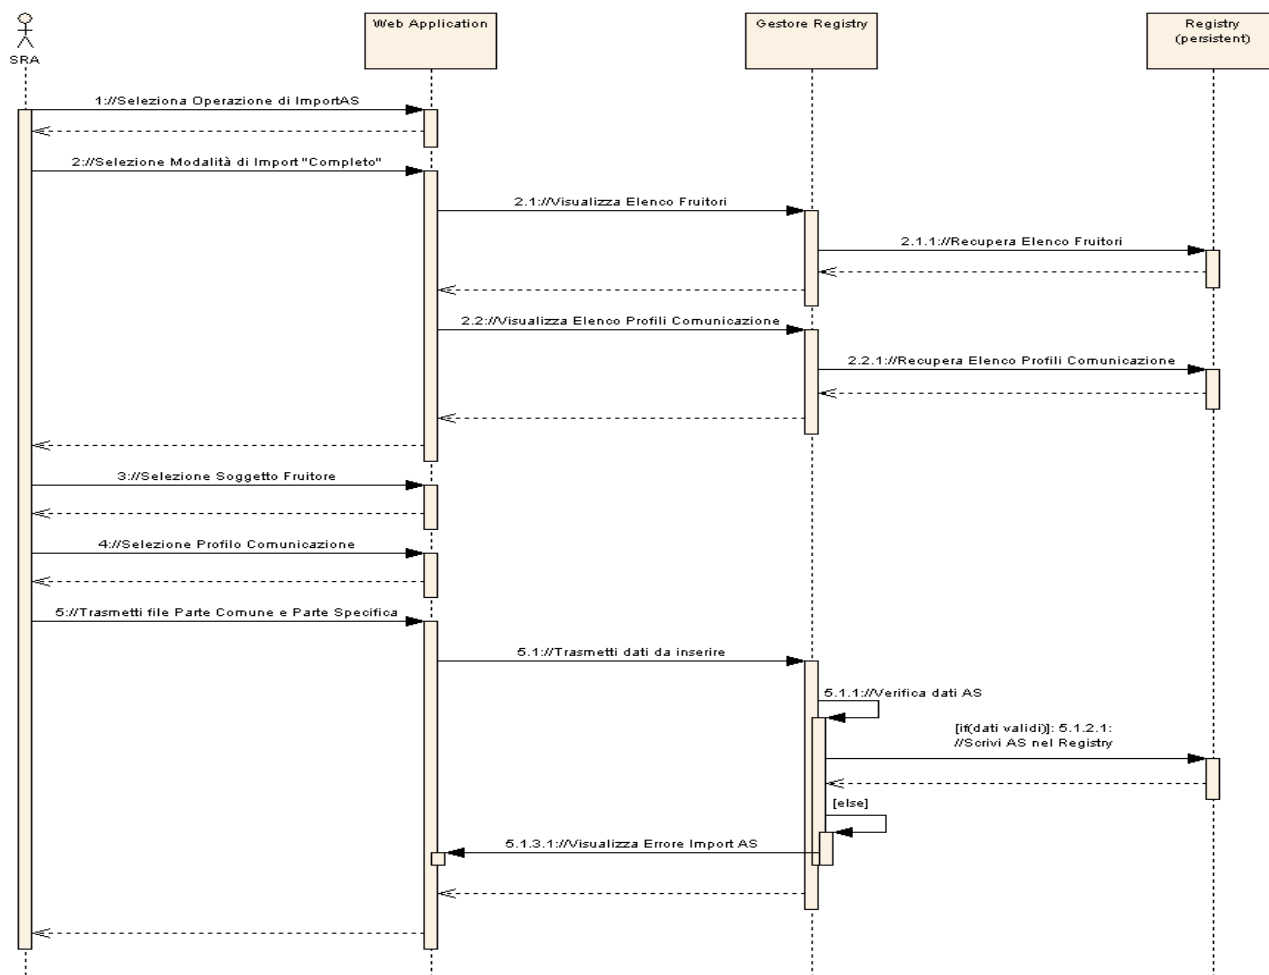 Web Application
Gestore Registry
Registry
(persistent)
SRA
1://Seleziona Operazione di ImportAS
2://Selezione Modalità di Import "Completo"
2.1://Visualizza Elenco Fruitori
2.1.1://Recupera Elenco Fruitori
2.2://Visualizza Elenco Profili Comunicazione
2.2.1://Recupera Elenco Profili Comunicazione
3://Selezione Soggetto Fruitore
4://Selezione Profilo Comunicazione
5://Trasmetti file Parte Comune e Parte Specifica
5.1://Trasmetti dati da inserire
5.1.1://Verifica dati AS
[if(dati validi)]: 5.1.2.1:
//Scrivi AS nel Registry
[else]
5.1.3.1://Visualizza Errore Import AS